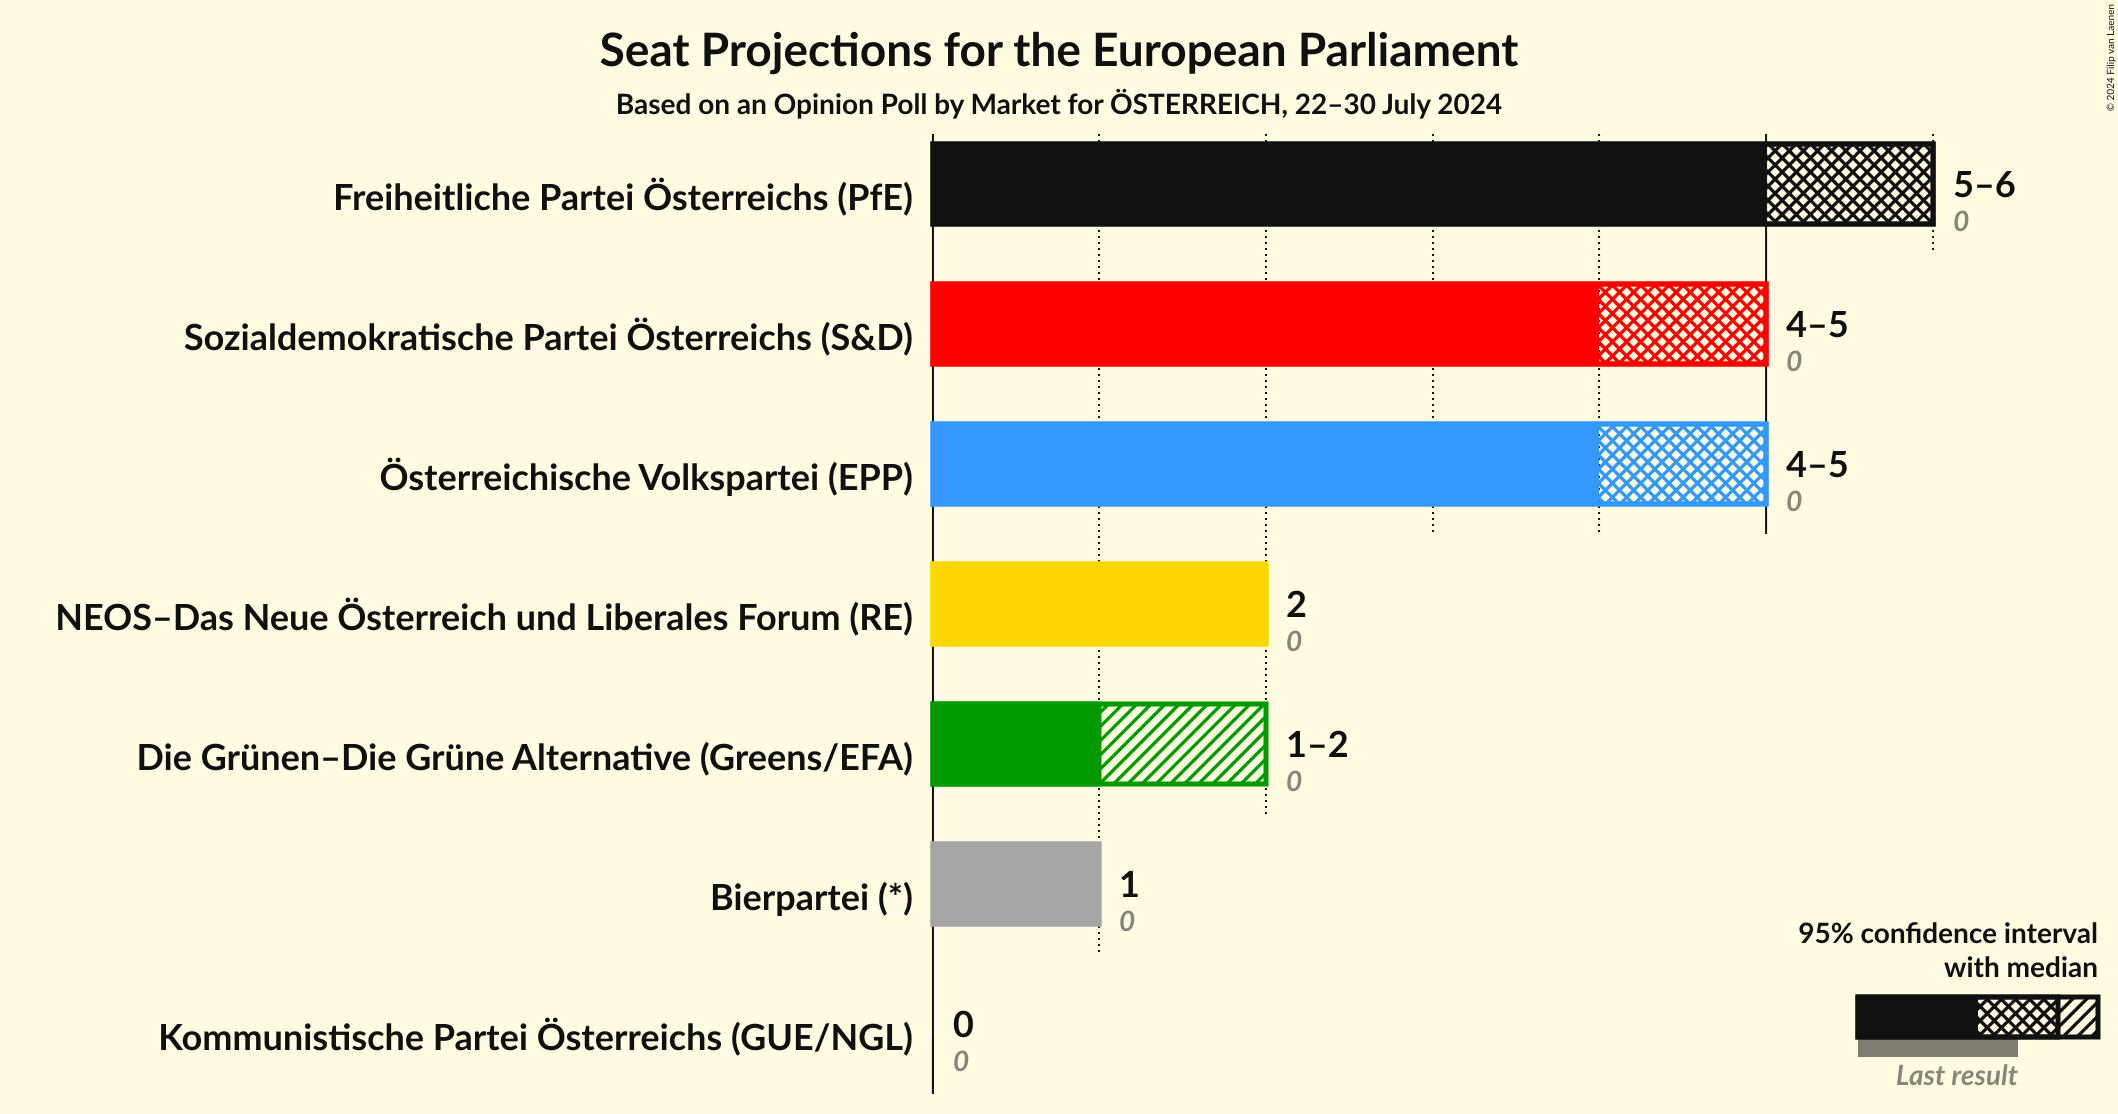 Seat Projections for the European Parliament
Based on an Opinion Poll by Market for ÖSTERREICH, 22–30 July 2024
© 2024 Filip van Laenen
Freiheitliche Partei Österreichs (PfE)
5–6
0
Sozialdemokratische Partei Österreichs (S&D)
4–5
0
Österreichische Volkspartei (EPP)
4–5
0
NEOS–Das Neue Österreich und Liberales Forum (RE)
2
0
Die Grünen–Die Grüne Alternative (Greens/EFA)
1–2
0
Bierpartei (*)
1
0
Kommunistische Partei Österreichs (GUE/NGL)
0
0
95% confidence interval
with median
Last result